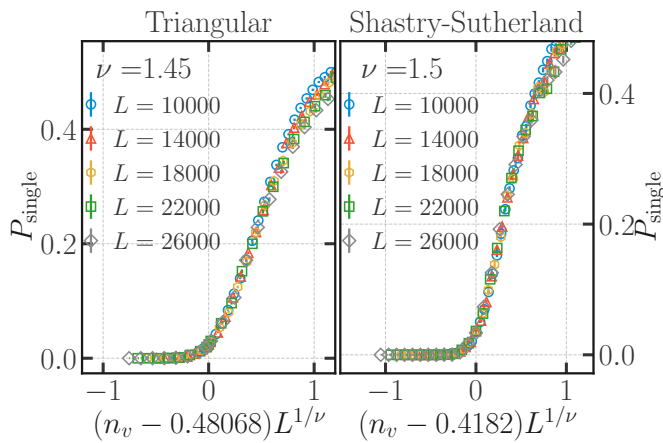 Triangular
Shastry-Sutherland
ν =1.45
L = 10000
L = 14000
L = 18000
L = 22000
L = 26000
ν =1.5
L = 10000
L = 14000
L = 18000
L = 22000
L = 26000
P_single
0.4
0.2
0.0
0.4
0.2
0.0
P_single
−1 0 1
−1 0 1
(n_v − 0.48068)L^{1/ν}
(n_v − 0.4182)L^{1/ν}